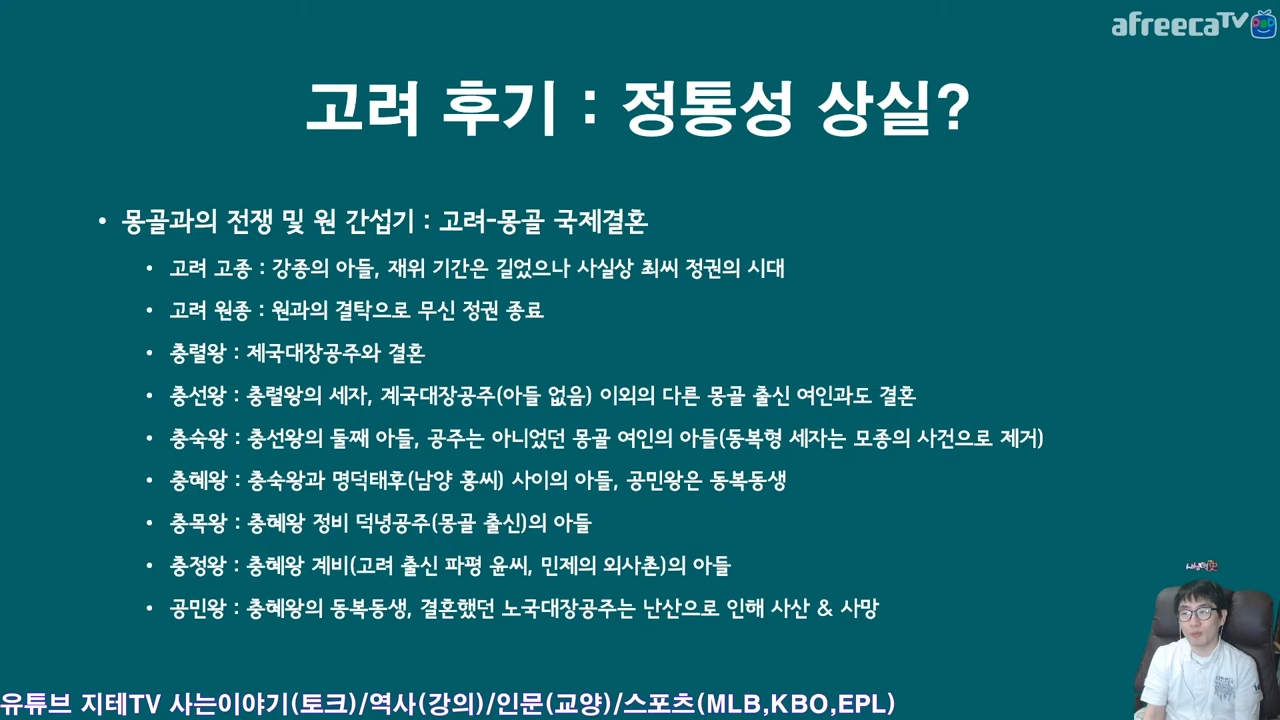 afreecaTV
고려 후기 : 정통성 상실?
• 몽골과의 전쟁 및 원 간섭기 : 고려-몽골 국제결혼
• 고려 고종 : 강종의 아들, 재위 기간은 길었으나 사실상 최씨 정권의 시대
• 고려 원종 : 원과의 결탁으로 무신 정권 종료
• 충렬왕 : 제국대장공주와 결혼
• 충선왕 : 충렬왕의 세자, 계국대장공주(아들 없음) 이외의 다른 몽골 출신 여인과도 결혼
• 충숙왕 : 충선왕의 둘째 아들, 공주는 아니었던 몽골 여인의 아들(동복형 세자는 모종의 사건으로 제거)
• 충혜왕 : 충숙왕과 명덕태후(남양 홍씨) 사이의 아들, 공민왕은 동복동생
• 충목왕 : 충혜왕 정비 덕녕공주(몽골 출신)의 아들
• 충정왕 : 충혜왕 계비(고려 출신 파평 윤씨, 민제의 외사촌)의 아들
• 공민왕 : 충혜왕의 동복동생, 결혼했던 노국대장공주는 난산으로 인해 사산 & 사망
유튜브 지테TV 사는이야기(토크)/역사(강의)/인문(교양)/스포츠(MLB,KBO,EPL)